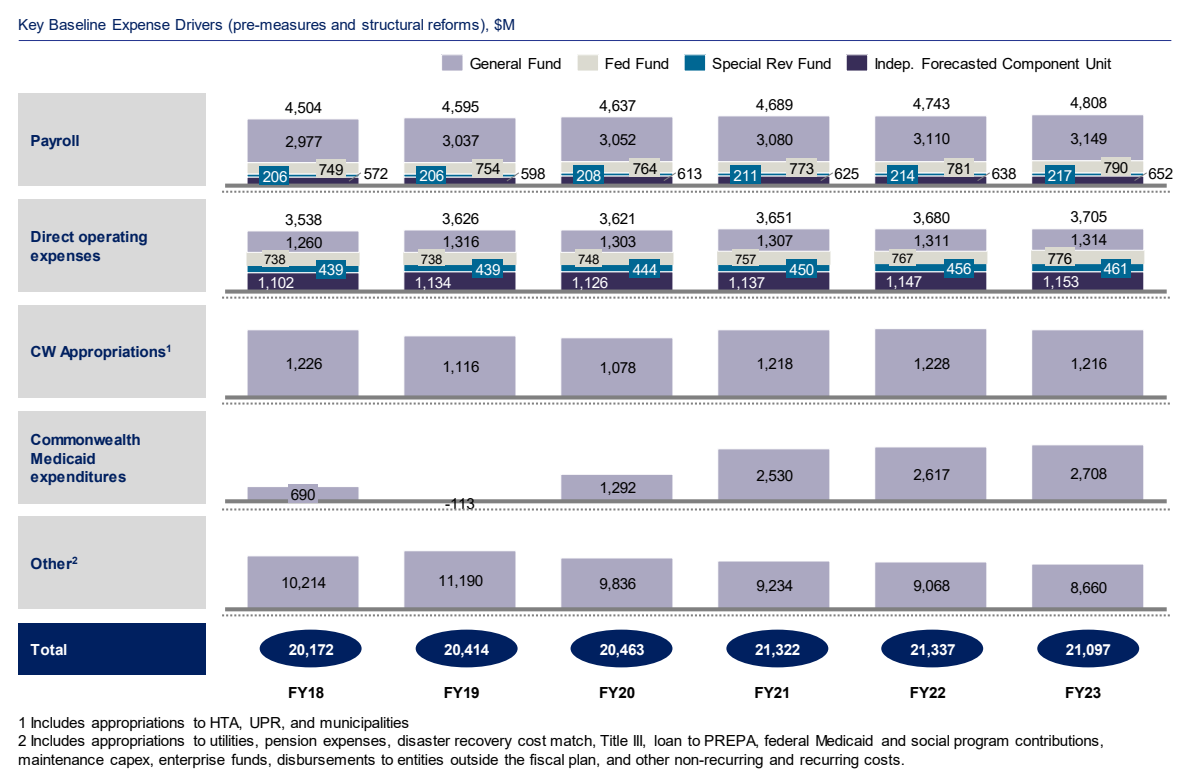 Key Baseline Expense Drivers (pre-measures and structural reforms), $M
General Fund Fed Fund Special Rev Fund Indep. Forecasted Component Unit
Payroll
4,504 4,595 4,637 4,689 4,743 4,808
2,977 3,037 3,052 3,080 3,110 3,149
749 754 764 773 781 790
206 572 206 598 208 613 211 625 214 638 217 652
Direct operating
expenses
3,538 3,626 3,621 3,651 3,680 3,705
1,260 1,316 1,303 1,307 1,311 1,314
738 738 748 757 767 776
439 439 444 450 456 461
1,102 1,134 1,126 1,137 1,147 1,153
CW Appropriations1
1,226 1,116 1,078 1,218 1,228 1,216
Commonwealth
Medicaid
expenditures
690 -113 1,292 2,530 2,617 2,708
Other2
10,214 11,190 9,836 9,234 9,068 8,660
Total
20,172 20,414 20,463 21,322 21,337 21,097
FY18 FY19 FY20 FY21 FY22 FY23
1 Includes appropriations to HTA, UPR, and municipalities
2 Includes appropriations to utilities, pension expenses, disaster recovery cost match, Title III, loan to PREPA, federal Medicaid and social program contributions,
maintenance capex, enterprise funds, disbursements to entities outside the fiscal plan, and other non-recurring and recurring costs.